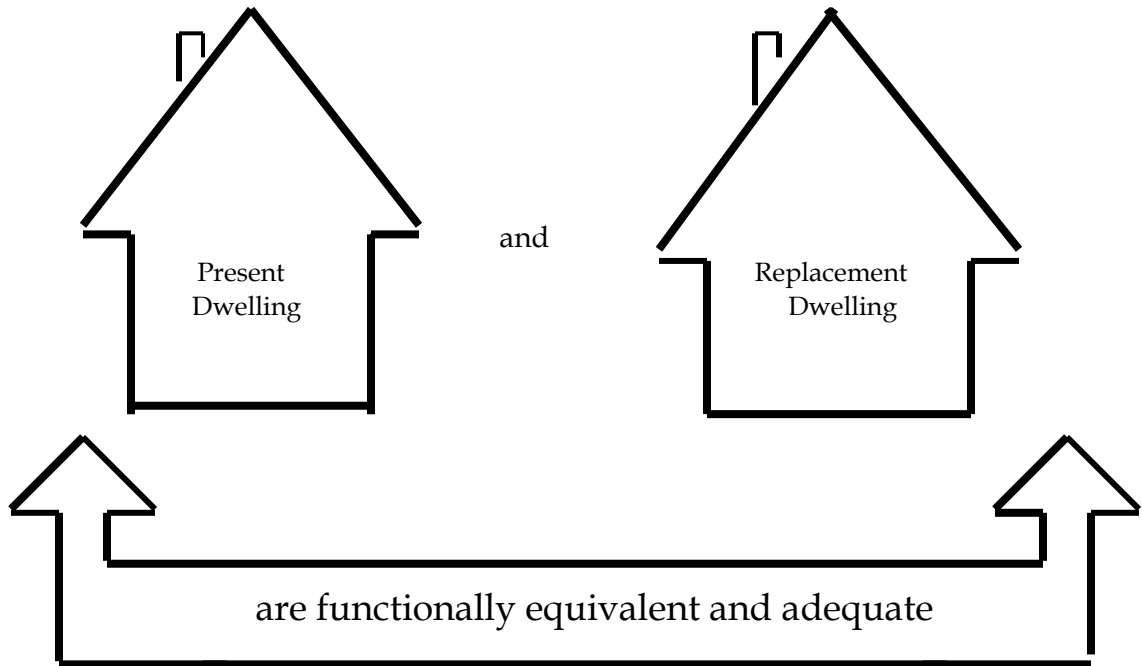 and
Present
Dwelling
Replacement
Dwelling
are functionally equivalent and adequate